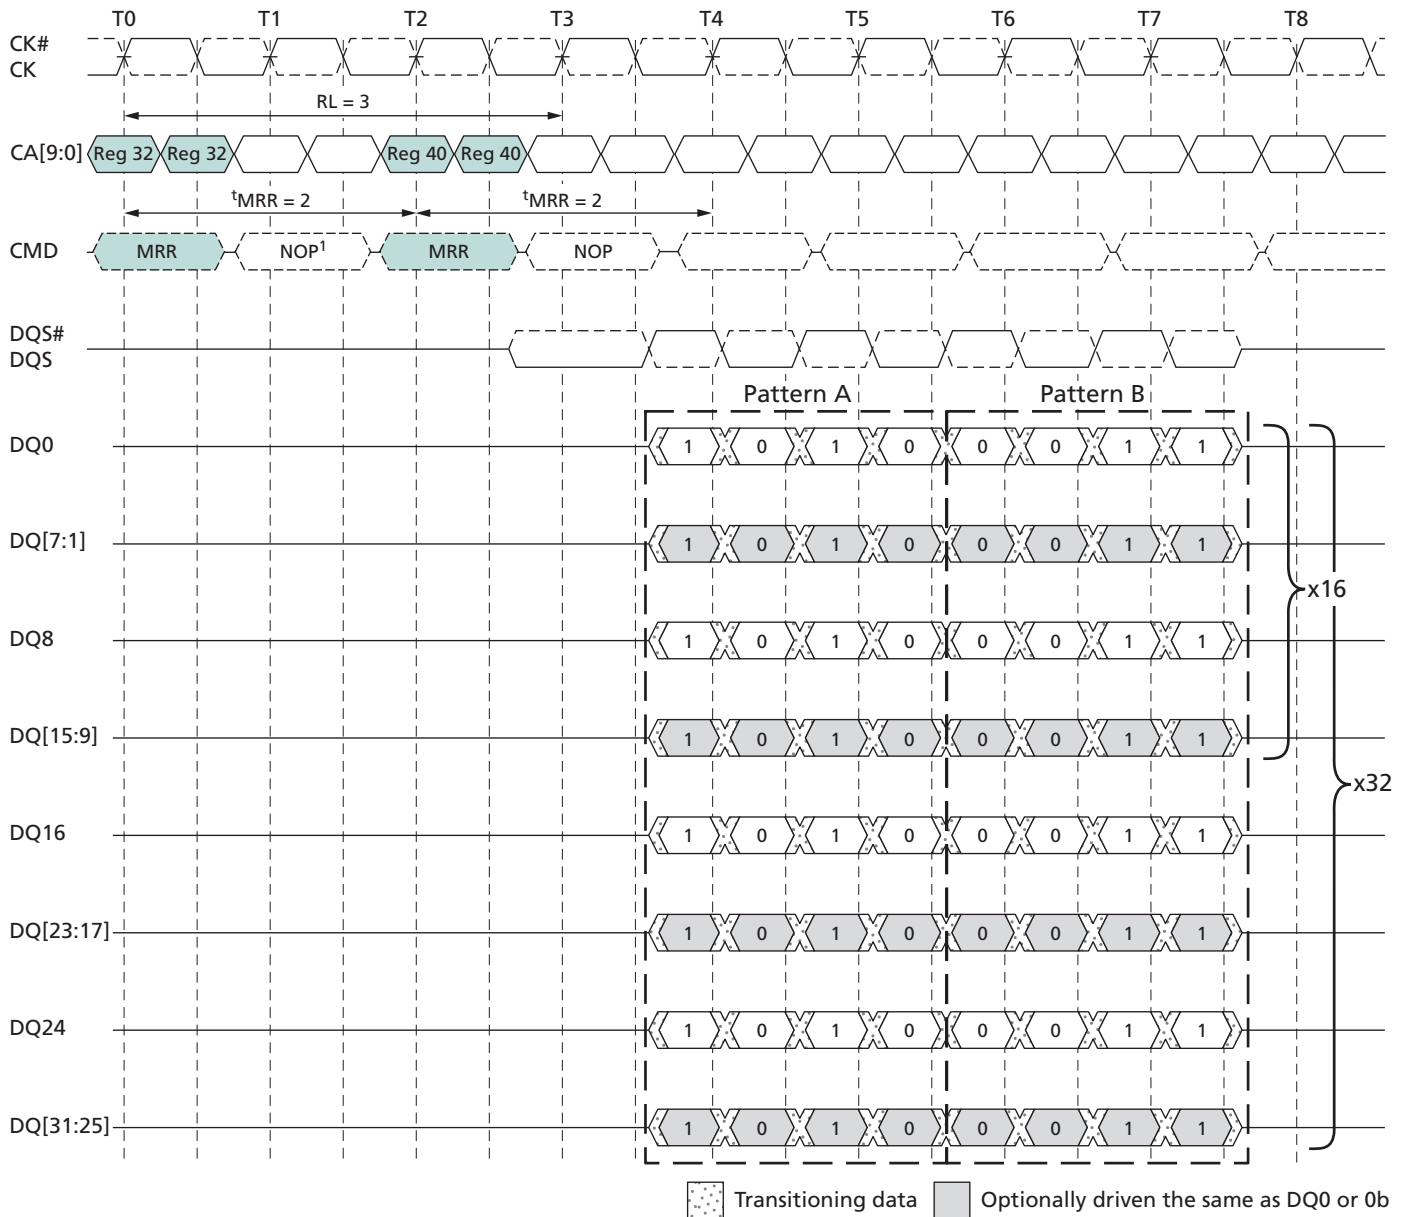 T0 T1 T2 T3 T4 T5 T6 T7 T8
CK#
CK
RL = 3
CA[9:0] Reg 32 Reg 32 Reg 40 Reg 40
tMRR = 2 tMRR = 2
CMD MRR NOP1 MRR NOP
DQS#
DQS
Pattern A Pattern B
DQ0 1 0 1 0 0 0 1 1
DQ[7:1] 1 0 1 0 0 0 1 1
x16
DQ8 1 0 1 0 0 0 1 1
DQ[15:9] 1 0 1 0 0 0 1 1
x32
DQ16 1 0 1 0 0 0 1 1
DQ[23:17] 1 0 1 0 0 0 1 1
DQ24 1 0 1 0 0 0 1 1
DQ[31:25] 1 0 1 0 0 0 1 1
Transitioning data Optionally driven the same as DQ0 or 0b